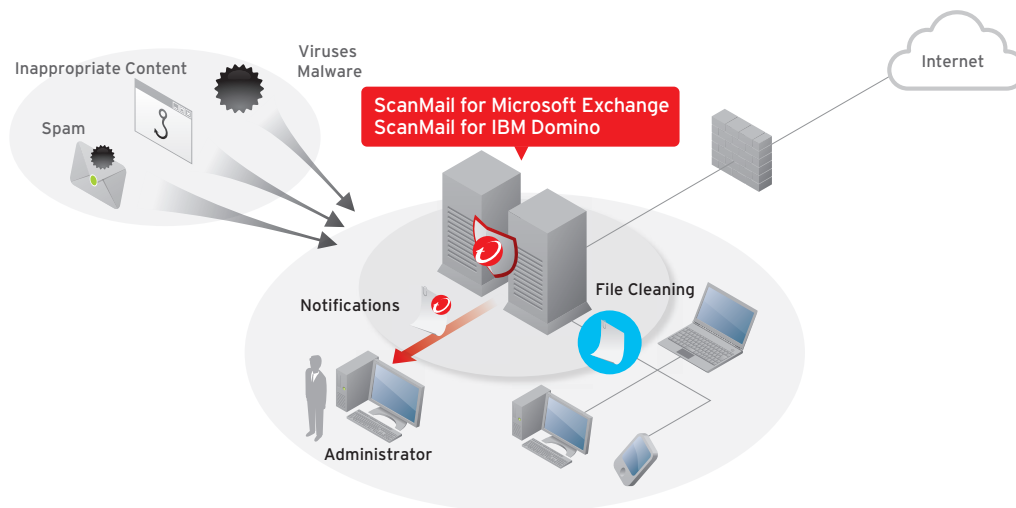 Viruses
Malware
Inappropriate Content
Spam
Internet
ScanMail for Microsoft Exchange
ScanMail for IBM Domino
Notifications
File Cleaning
Administrator